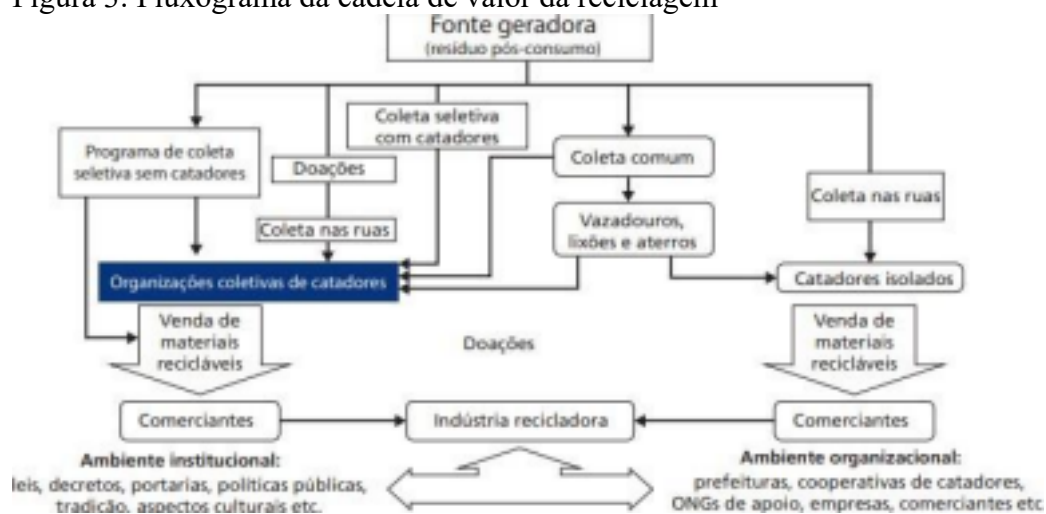 Figura 3: Fluxograma da cadeia de valor da reciclagem
Fonte geradora
(resíduo pós-consumo)
Coleta seletiva
com catadores
Programa de coleta
seletiva sem catadores
Doações
Coleta comum
Coleta nas ruas
Coleta nas ruas
Vazadouros,
lixões e aterros
Organizações coletivas de catadores
Catadores isolados
Venda de
materiais
recicláveis
Doações
Venda de
materiais
recicláveis
Comerciantes
Indústria recicladora
Comerciantes
Ambiente institucional:
leis, decretos, portarias, políticas públicas,
tradição, aspectos culturais etc.
Ambiente organizacional:
prefeituras, cooperativas de catadores,
ONGs de apoio, empresas, comerciantes etc